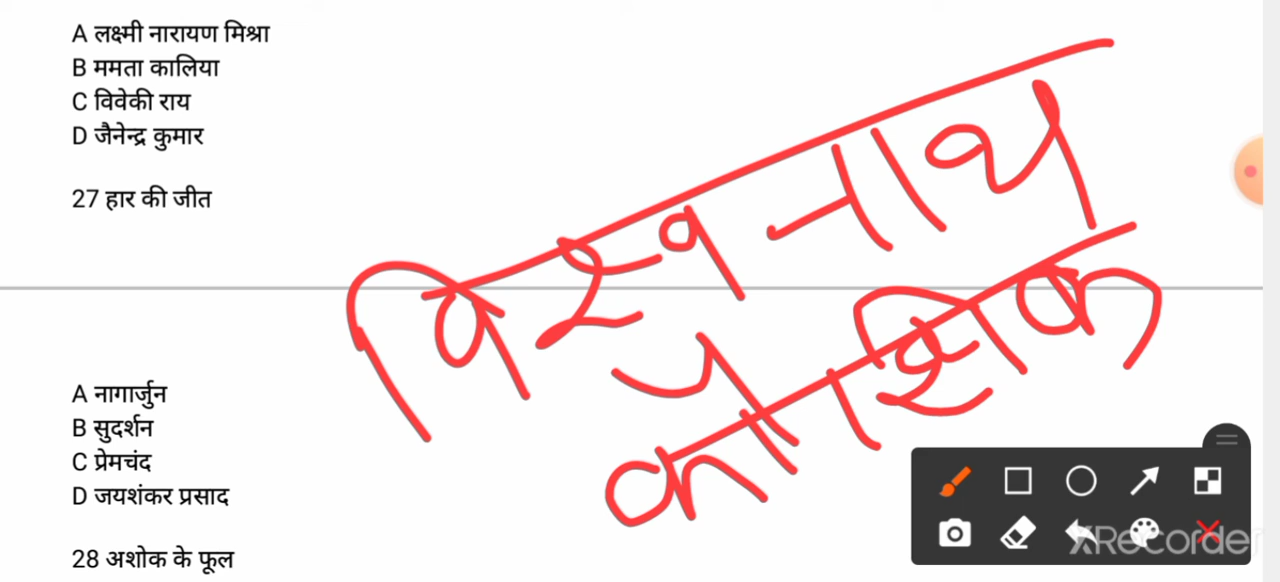 A लक्ष्मी नारायण मिश्रा
B ममता कालिया
C विवेकी राय
D जैनेन्द्र कुमार
27 हार की जीत
विश्वनाथ
कौशिक
A नागार्जुन
B सुदर्शन
C प्रेमचंद
D जयशंकर प्रसाद
28 अशोक के फूल
XRecorder